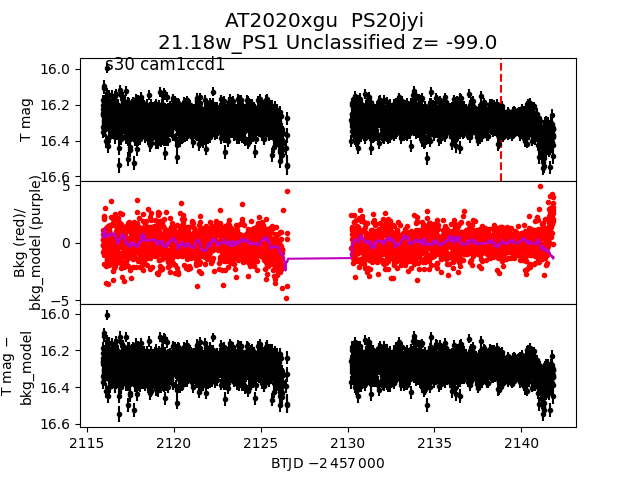 AT2020xgu PS20jyi
21.18w_PS1 Unclassified z= -99.0
s30 cam1ccd1
16.0
16.2
16.4
16.6
T mag
5
0
−5
Bkg (red)/
bkg_model (purple)
16.0
16.2
16.4
16.6
T mag −
bkg_model
2115 2120 2125 2130 2135 2140
BTJD −2 457 000